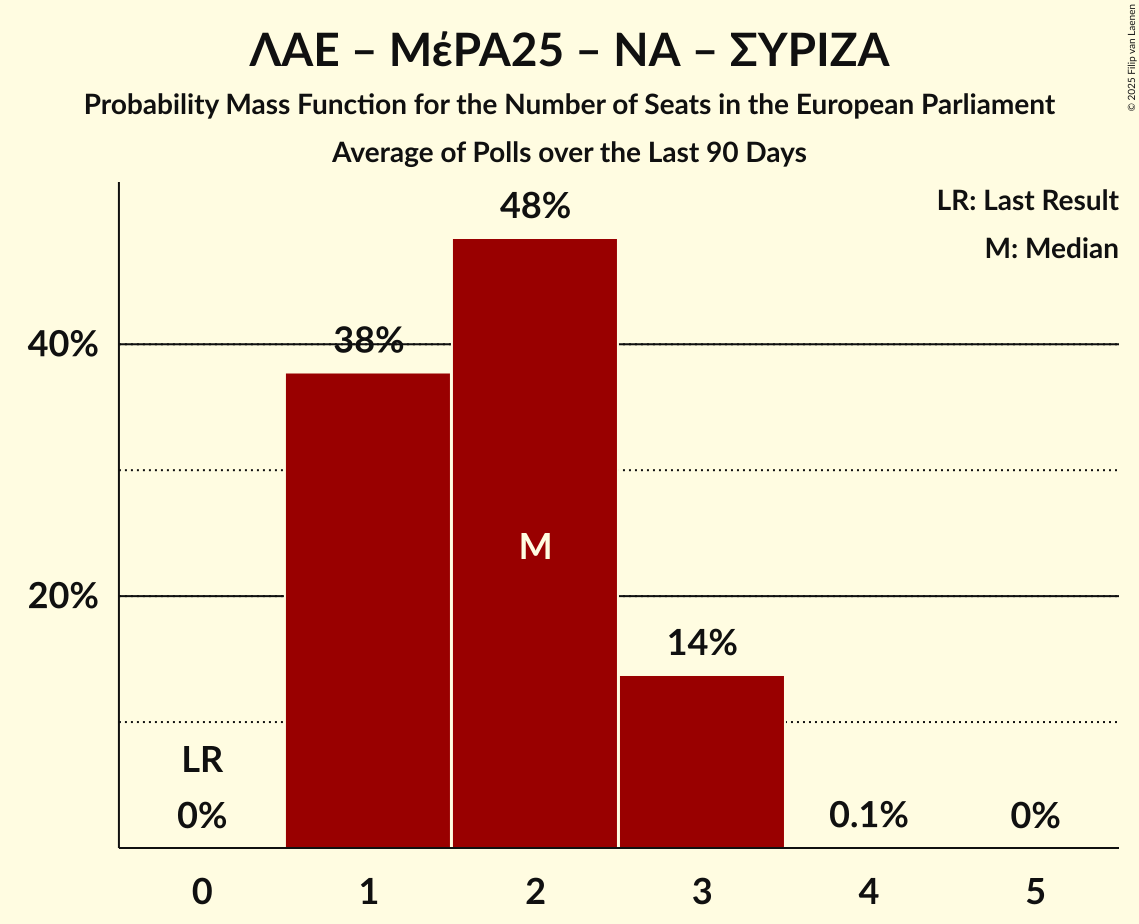 ΛΑΕ – ΜέΡΑ25 – ΝΑ – ΣΥΡΙΖΑ
Probability Mass Function for the Number of Seats in the European Parliament
Average of Polls over the Last 90 Days
© 2025 Filip van Laenen
LR: Last Result
M: Median
48%
38%
40%
M
20%
14%
LR
0%
0.1%
0%
0 1 2 3 4 5